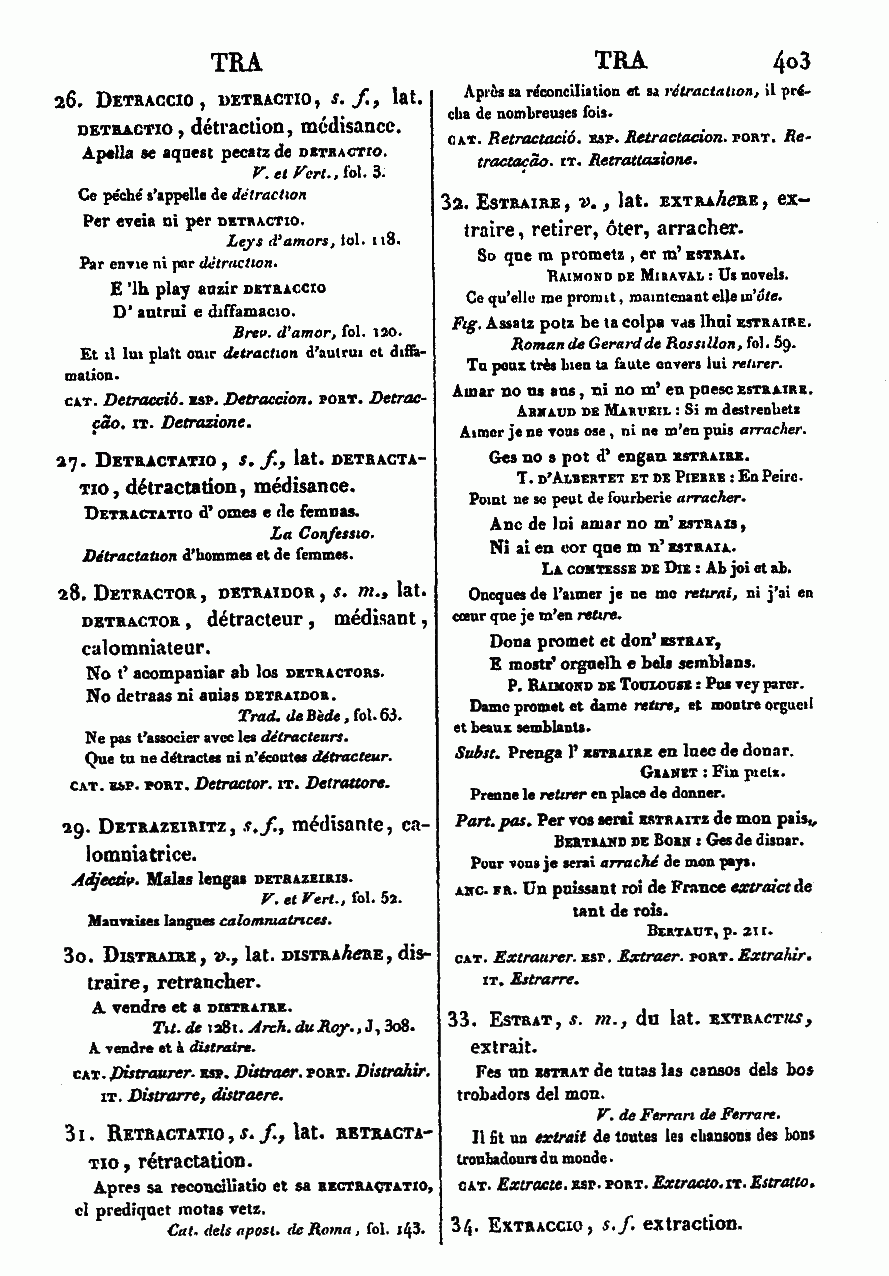 TRA
26. DETRACCIO, DETRACTIO, s. f., lat.
DETRACTIO, détraction, médisance.
Apella se aquest pecatz de DETRACTIO.
V. et Vert., fol. 3.
Ce péché s'appelle de détraction
Per eveia ni per DETRACTIO.
Leys d'amors, fol. 118.
Par envie ni par détraction.
E 'lh play auzir DETRACCIO
D' autrui e diffamacio.
Brev. d'amor, fol. 120.
Et il lui plaît ouir detraction d'autrui et diffa-
mation.
CAT. Detracció. ESP. Detraccion. PORT. Detrac-
ção. IT. Detrazione.
27. DETRACTATIO, s. f., lat. DETRACTA-
TIO, détractation, médisance.
DETRACTATIO d' omes e de femnas.
La Confessio.
Détractation d'hommes et de femmes.
28. DETRACTOR, DETRAIDOR, s. m., lat.
DETRACTOR, détracteur, médisant,
calomniateur.
No t' acompaniar ab los DETRACTORS.
No detraas ni auias DETRAIDOR.
Trad. de Bède, fol. 63.
Ne pas t'associer avec les détracteurs.
Que tu ne détractes ni n'écoutes détracteur.
CAT. ESP. PORT. Detractor. IT. Detrattore.
29. DETRAZEIRITZ, s. f., médisante, ca-
lomniatrice.
Adjectiv. Malas lengas DETRAZEIRIS.
V. et Vert., fol. 52.
Mauvaises langues calomniatrices.
30. DISTRAIRE, v., lat. DISTRAheRE, dis-
traire, retrancher.
A vendre et a DISTRAIRE.
Tit. de 1281. Arch. du Roy., J, 308.
A vendre et à distraire.
CAT. Distraurer. ESP. Distraer. PORT. Distrahir.
IT. Distrarre, distraere.
31. RETRACTATIO, s. f., lat. RETRACTA-
TIO, rétractation.
Apres sa reconciliatio et sa RECTRAÇTATIO,
el prediquet motas vetz.
Cat. dels apost. de Roma, fol. 143.
TRA 403
Après sa réconciliation et sa rétractation, il prê-
cha de nombreuses fois.
CAT. Retractació. ESP. Retractacion. PORT. Re-
tractação. IT. Retrattazione.
32. ESTRAIRE, v., lat. EXTRAheRE, ex-
traire, retirer, ôter, arracher.
So que m prometz, er m' ESTRAI.
RAIMOND DE MIRAVAL : Us novels.
Ce qu'elle me promit, maintenant elle m'ôte.
Fig. Assatz potz be ta colpa vas lhui ESTRAIRE.
Roman de Gerard de Rossillon, fol. 59.
Tu peux très bien ta faute envers lui retirer.
Amar no us aus, ni no m' en puesc ESTRAIRE.
ARNAUD DE MARUEIL : Si m destrenhetz
Aimer je ne vous ose, ni ne m'en puis arracher.
Ges no s pot d' engan ESTRAIRE.
T. D'ALBERTET ET DE PIERRE : En Peire.
Point ne se peut de fourberie arracher.
Anc de lui amar no m' ESTRAIS,
Ni ai en cor que m n' ESTRAIA.
LA COMTESSE DE DIE : Ab joi et ab.
Oncques de l'aimer je ne me retirai, ni j'ai en
cœur que je m'en retire.
Dona promet et don' ESTRAY,
E mostr' orguelh e bels semblans.
P. RAIMOND DE TOULOUSE : Pus vey parer.
Dame promet et dame retire, et montre orgueil
et beaux semblants.
Subst. Prenga l' ESTRAIRE en luec de donar.
GRANET : Fin pretz.
Prenne le retirer en place de donner.
Part. pas. Per vos serai ESTRAITZ de mon pais.
BERTRAND DE BORN : Ges de disnar.
Pour vous je serai arraché de mon pays.
ANC. FR. Un puissant roi de France extraict de
tant de rois.
BERTAUT, p. 211.
CAT. Extraurer. ESP. Extraer. PORT. Extrahir.
IT. Estrarre.
33. ESTRAT, s. m., du lat. EXTRACTus,
extrait.
Fes un ESTRAT de tutas las cansos dels bos
trobadors del mon.
V. de Ferrari de Ferrare.
Il fit un extrait de toutes les chansons des bons
troubadours du monde.
CAT. Extracte. ESP. PORT. Extracto. IT. Estratto.
34. EXTRACCIO, s. f. extraction.